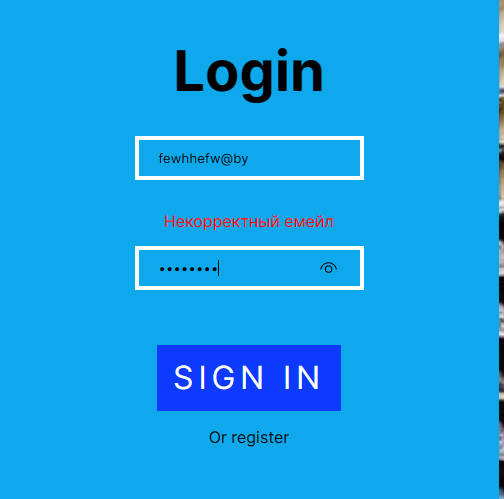 Login
fewhhefw@by
Некорректный емейл
••••••••
SIGN IN
Or register